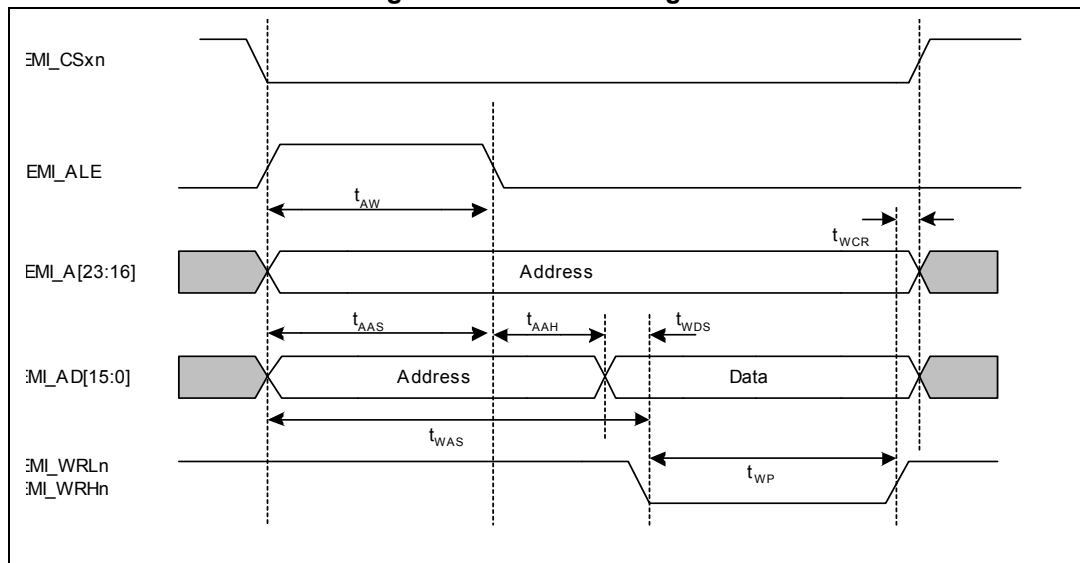 EMI_CSxn
EMI_ALE
t_AW
t_WCR
EMI_A[23:16]
Address
t_AAS
t_AAH
t_WDS
EMI_AD[15:0]
Address
Data
t_WAS
EMI_WRLn
EMI_WRHn
t_WP